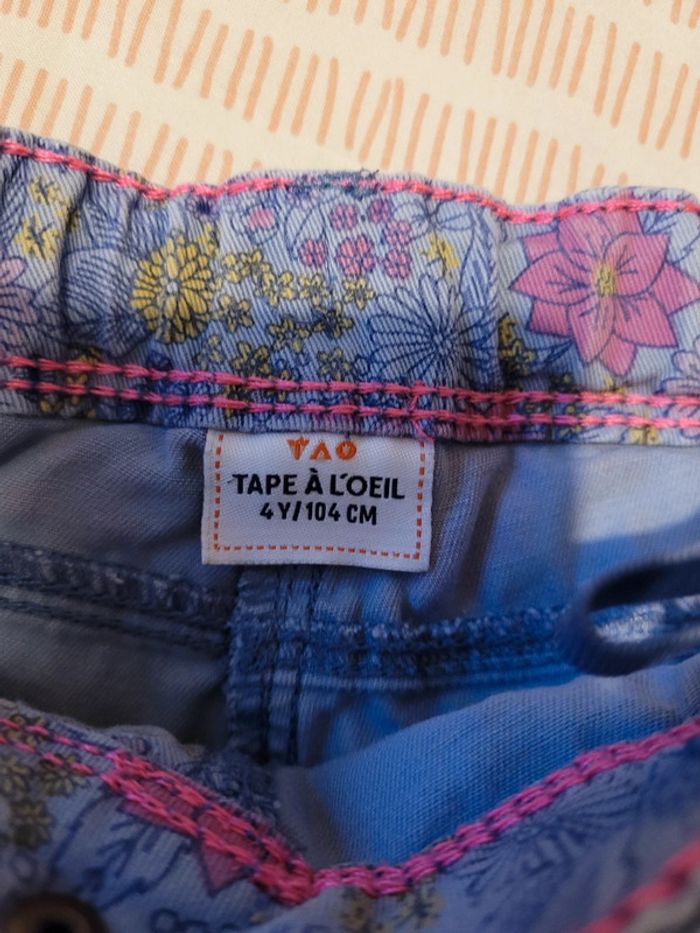 TAO
TAPE À L'OEIL
4 Y/104 CM